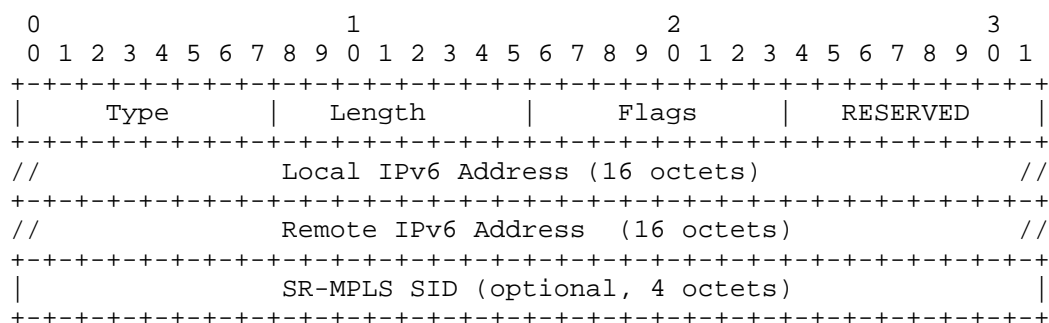 0                   1                   2                   3
 0 1 2 3 4 5 6 7 8 9 0 1 2 3 4 5 6 7 8 9 0 1 2 3 4 5 6 7 8 9 0 1
+-+-+-+-+-+-+-+-+-+-+-+-+-+-+-+-+-+-+-+-+-+-+-+-+-+-+-+-+-+-+-+-+
|     Type      |   Length      |     Flags     |   RESERVED    |
+-+-+-+-+-+-+-+-+-+-+-+-+-+-+-+-+-+-+-+-+-+-+-+-+-+-+-+-+-+-+-+-+
//               Local IPv6 Address (16 octets)                //
+-+-+-+-+-+-+-+-+-+-+-+-+-+-+-+-+-+-+-+-+-+-+-+-+-+-+-+-+-+-+-+-+
//               Remote IPv6 Address  (16 octets)              //
+-+-+-+-+-+-+-+-+-+-+-+-+-+-+-+-+-+-+-+-+-+-+-+-+-+-+-+-+-+-+-+-+
|                SR-MPLS SID (optional, 4 octets)               |
+-+-+-+-+-+-+-+-+-+-+-+-+-+-+-+-+-+-+-+-+-+-+-+-+-+-+-+-+-+-+-+-+